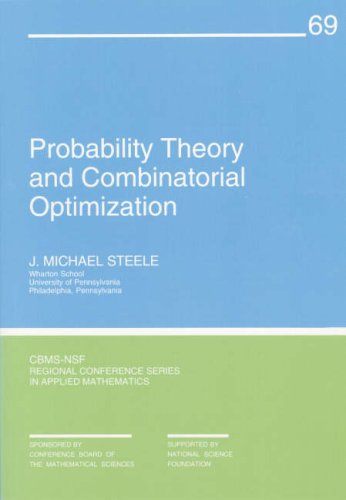 69
Probability Theory
and Combinatorial
Optimization
J. MICHAEL STEELE
Wharton School
University of Pennsylvania
Philadelphia, Pennsylvania
CBMS-NSF
REGIONAL CONFERENCE SERIES
IN APPLIED MATHEMATICS
SPONSORED BY
CONFERENCE BOARD OF
THE MATHEMATICAL SCIENCES
SUPPORTED BY
NATIONAL SCIENCE
FOUNDATION